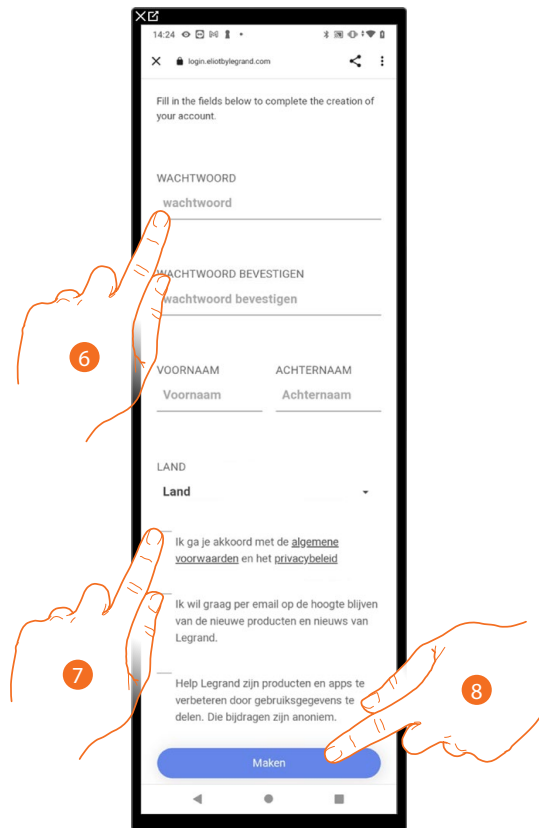 14:24
login.eliotbylegrand.com
Fill in the fields below to complete the creation of
your account.
WACHTWOORD
wachtwoord
WACHTWOORD BEVESTIGEN
wachtwoord bevestigen
6
VOORNAAM ACHTERNAAM
Voornaam Achternaam
LAND
Land
Ik ga je akkoord met de algemene
voorwaarden en het privacybeleid
Ik wil graag per email op de hoogte blijven
van de nieuwe producten en nieuws van
Legrand.
7
Help Legrand zijn producten en apps te
verbeteren door gebruiksgegevens te
delen. Die bijdragen zijn anoniem.
8
Maken